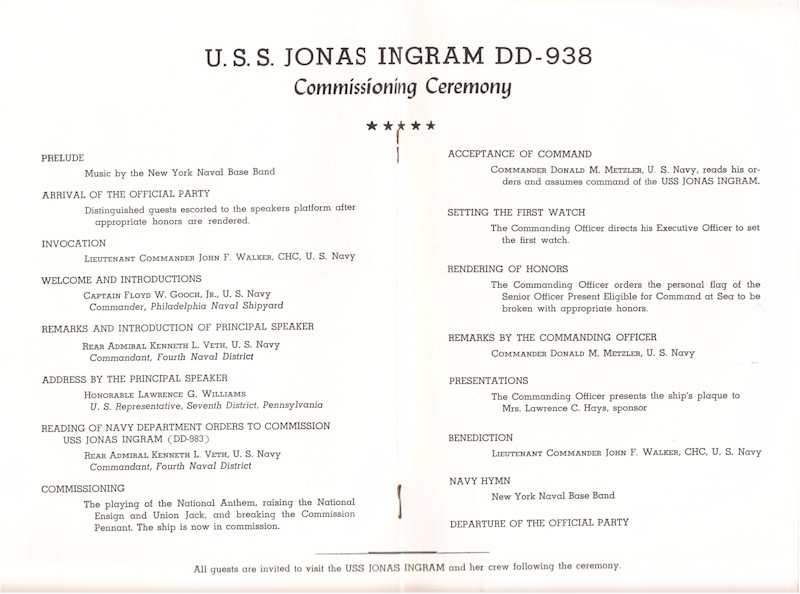 U.S.S. JONAS INGRAM DD-938
Commissioning Ceremony
★★★★★
PRELUDE
Music by the New York Naval Base Band
ARRIVAL OF THE OFFICIAL PARTY
Distinguished guests escorted to the speakers platform after
appropriate honors are rendered.
INVOCATION
LIEUTENANT COMMANDER JOHN F. WALKER, CHC, U. S. Navy
WELCOME AND INTRODUCTIONS
CAPTAIN FLOYD W. GOOCH, JR., U. S. Navy
Commander, Philadelphia Naval Shipyard
REMARKS AND INTRODUCTION OF PRINCIPAL SPEAKER
REAR ADMIRAL KENNETH L. VETH, U. S. Navy
Commandant, Fourth Naval District
ADDRESS BY THE PRINCIPAL SPEAKER
HONORABLE LAWRENCE G. WILLIAMS
U. S. Representative, Seventh District, Pennsylvania
READING OF NAVY DEPARTMENT ORDERS TO COMMISSION
USS JONAS INGRAM (DD-983)
REAR ADMIRAL KENNETH L. VETH, U. S. Navy
Commandant, Fourth Naval District
COMMISSIONING
The playing of the National Anthem, raising the National
Ensign and Union Jack, and breaking the Commission
Pennant. The ship is now in commission.
ACCEPTANCE OF COMMAND
COMMANDER DONALD M. METZLER, U. S. Navy, reads his or-
ders and assumes command of the USS JONAS INGRAM.
SETTING THE FIRST WATCH
The Commanding Officer directs his Executive Officer to set
the first watch.
RENDERING OF HONORS
The Commanding Officer orders the personal flag of the
Senior Officer Present Eligible for Command at Sea to be
broken with appropriate honors.
REMARKS BY THE COMMANDING OFFICER
COMMANDER DONALD M. METZLER, U. S. Navy
PRESENTATIONS
The Commanding Officer presents the ship's plaque to
Mrs. Lawrence C. Hays, sponsor
BENEDICTION
LIEUTENANT COMMANDER JOHN F. WALKER, CHC, U. S. Navy
NAVY HYMN
New York Naval Base Band
DEPARTURE OF THE OFFICIAL PARTY
All guests are invited to visit the USS JONAS INGRAM and her crew following the ceremony.